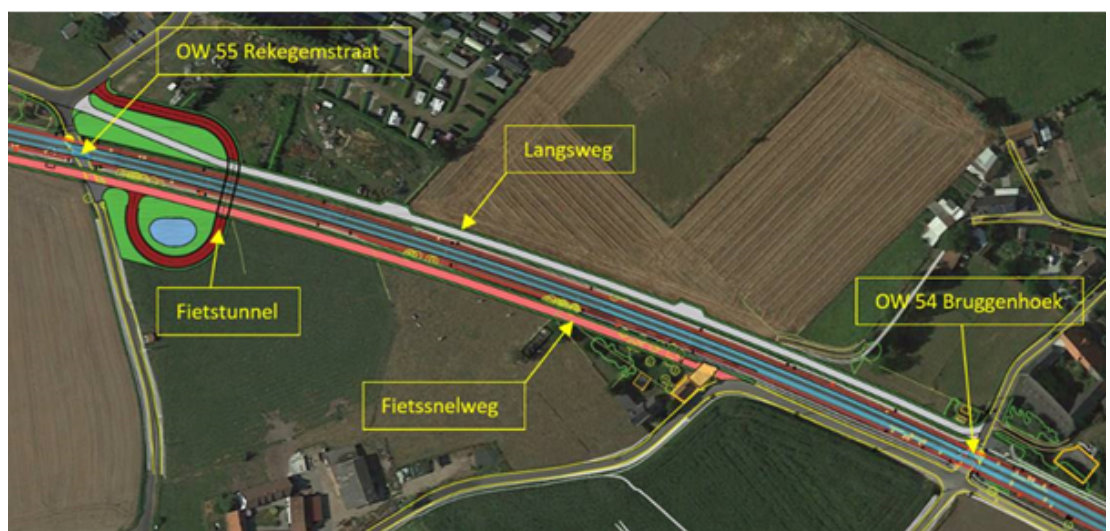 OW 55 Rekegemstraat
Langsweg
Fietstunnel
OW 54 Bruggenhoek
Fietssnelweg